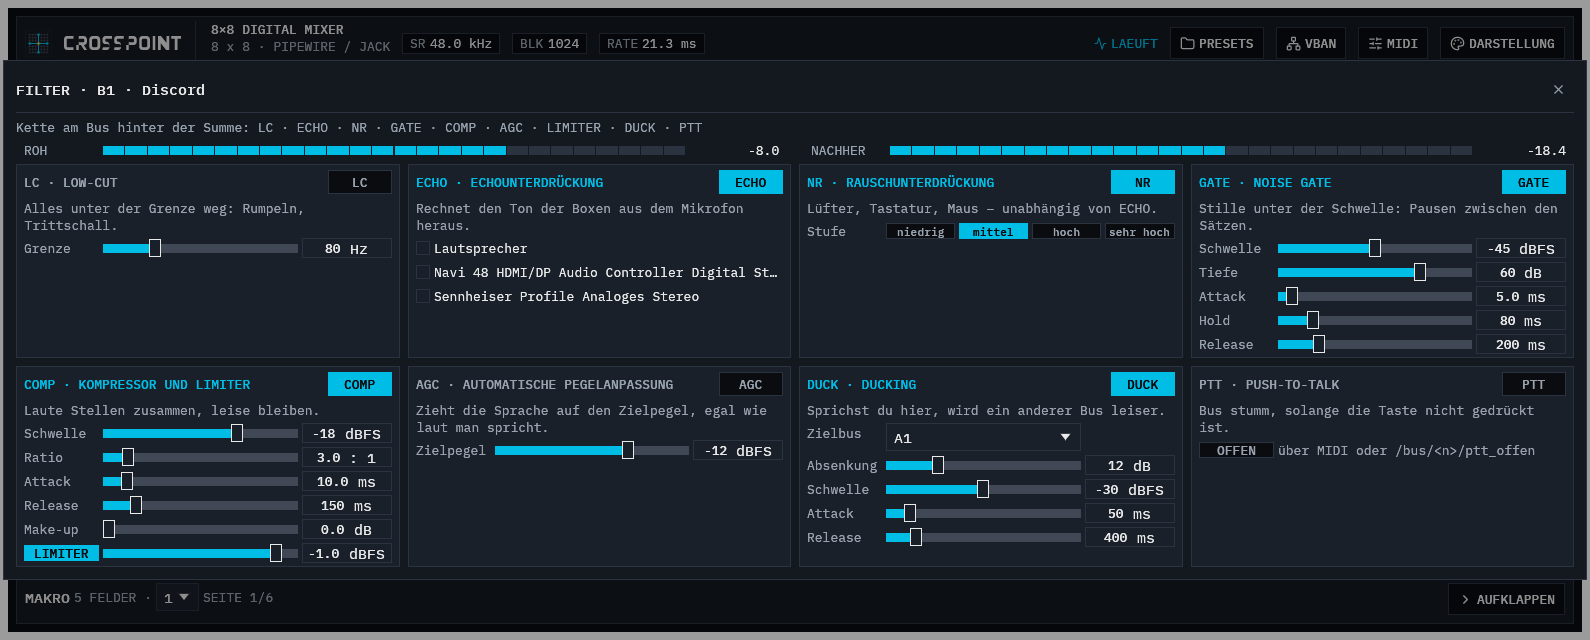 CROSSPOINT
8×8 DIGITAL MIXER
8 x 8 · PIPEWIRE / JACK
SR 48.0 kHz
BLK 1024
RATE 21.3 ms
LAEUFT
PRESETS
VBAN
MIDI
DARSTELLUNG
FILTER · B1 · Discord
×
Kette am Bus hinter der Summe: LC · ECHO · NR · GATE · COMP · AGC · LIMITER · DUCK · PTT
ROH -8.0
NACHHER -18.4
LC · LOW-CUT LC
Alles unter der Grenze weg: Rumpeln,
Trittschall.
Grenze 80 Hz
ECHO · ECHOUNTERDRÜCKUNG ECHO
Rechnet den Ton der Boxen aus dem Mikrofon
heraus.
Lautsprecher
Navi 48 HDMI/DP Audio Controller Digital St…
Sennheiser Profile Analoges Stereo
NR · RAUSCHUNTERDRÜCKUNG NR
Lüfter, Tastatur, Maus – unabhängig von ECHO.
Stufe niedrig mittel hoch sehr hoch
GATE · NOISE GATE GATE
Stille unter der Schwelle: Pausen zwischen den
Sätzen.
Schwelle -45 dBFS
Tiefe 60 dB
Attack 5.0 ms
Hold 80 ms
Release 200 ms
COMP · KOMPRESSOR UND LIMITER COMP
Laute Stellen zusammen, leise bleiben.
Schwelle -18 dBFS
Ratio 3.0 : 1
Attack 10.0 ms
Release 150 ms
Make-up 0.0 dB
LIMITER -1.0 dBFS
AGC · AUTOMATISCHE PEGELANPASSUNG AGC
Zieht die Sprache auf den Zielpegel, egal wie
laut man spricht.
Zielpegel -12 dBFS
DUCK · DUCKING DUCK
Sprichst du hier, wird ein anderer Bus leiser.
Zielbus A1
Absenkung 12 dB
Schwelle -30 dBFS
Attack 50 ms
Release 400 ms
PTT · PUSH-TO-TALK PTT
Bus stumm, solange die Taste nicht gedrückt
ist.
OFFEN über MIDI oder /bus/<n>/ptt_offen
MAKRO 5 FELDER · 1 SEITE 1/6
AUFKLAPPEN